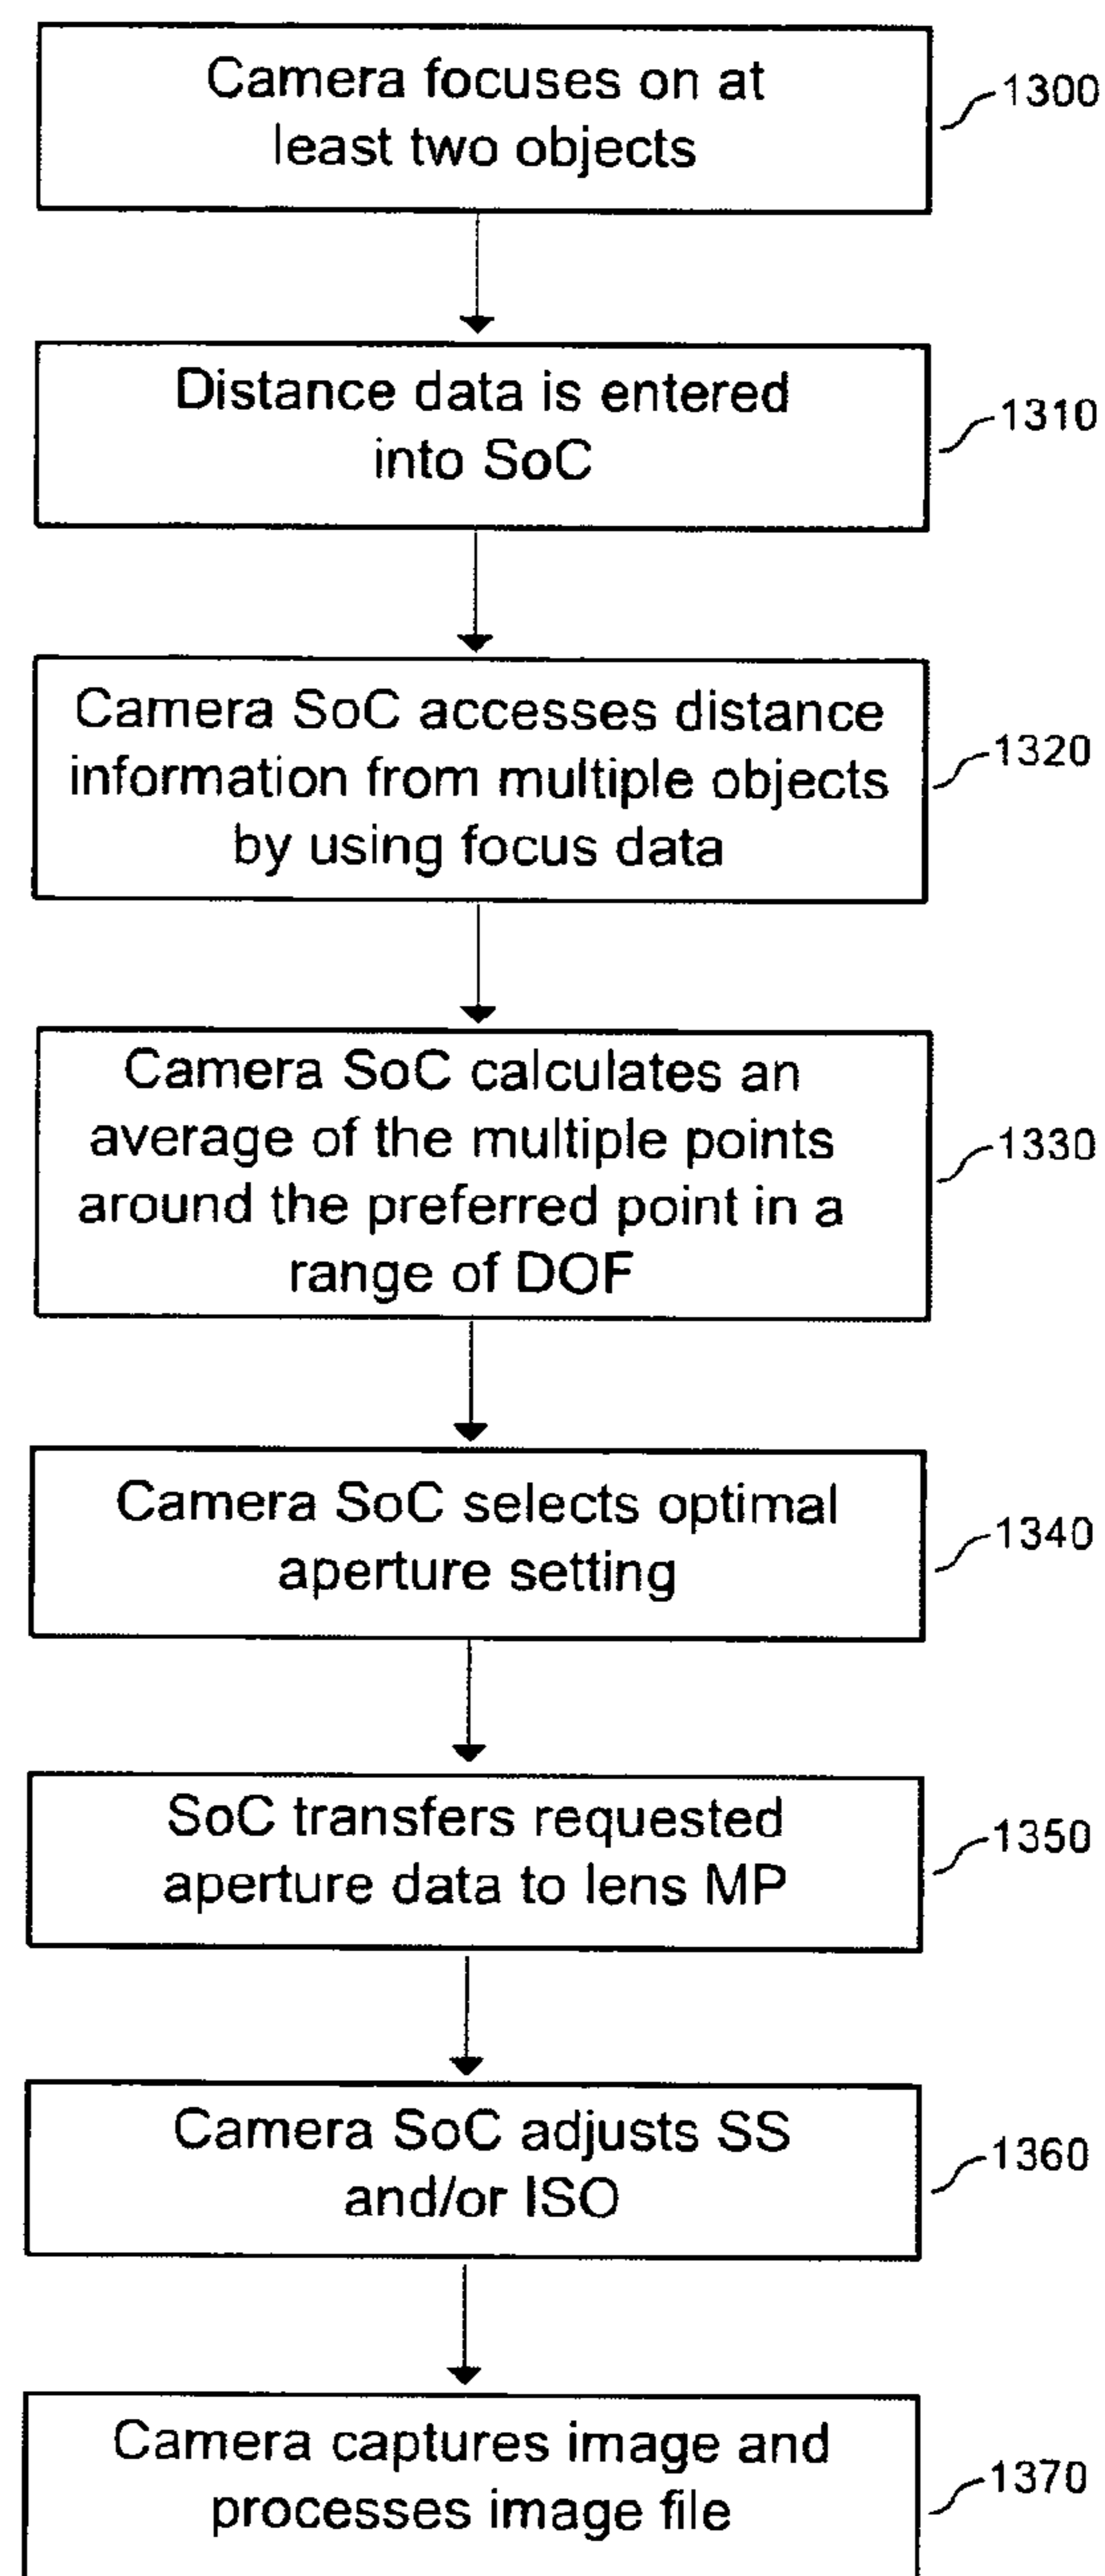 Camera focuses on at
least two objects
1300
Distance data is entered
into SoC
1310
Camera SoC accesses distance
information from multiple objects
by using focus data
1320
Camera SoC calculates an
average of the multiple points
around the preferred point in a
range of DOF
1330
Camera SoC selects optimal
aperture setting
1340
SoC transfers requested
aperture data to lens MP
1350
Camera SoC adjusts SS
and/or ISO
1360
Camera captures image and
processes image file
1370